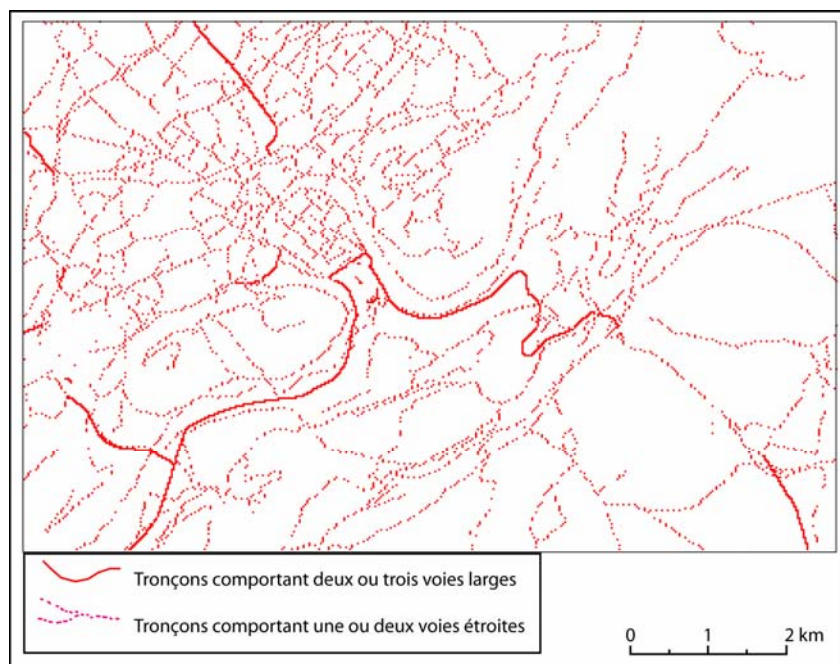 Tronçons comportant deux ou trois voies larges
Tronçons comportant une ou deux voies étroites
0 1 2 km